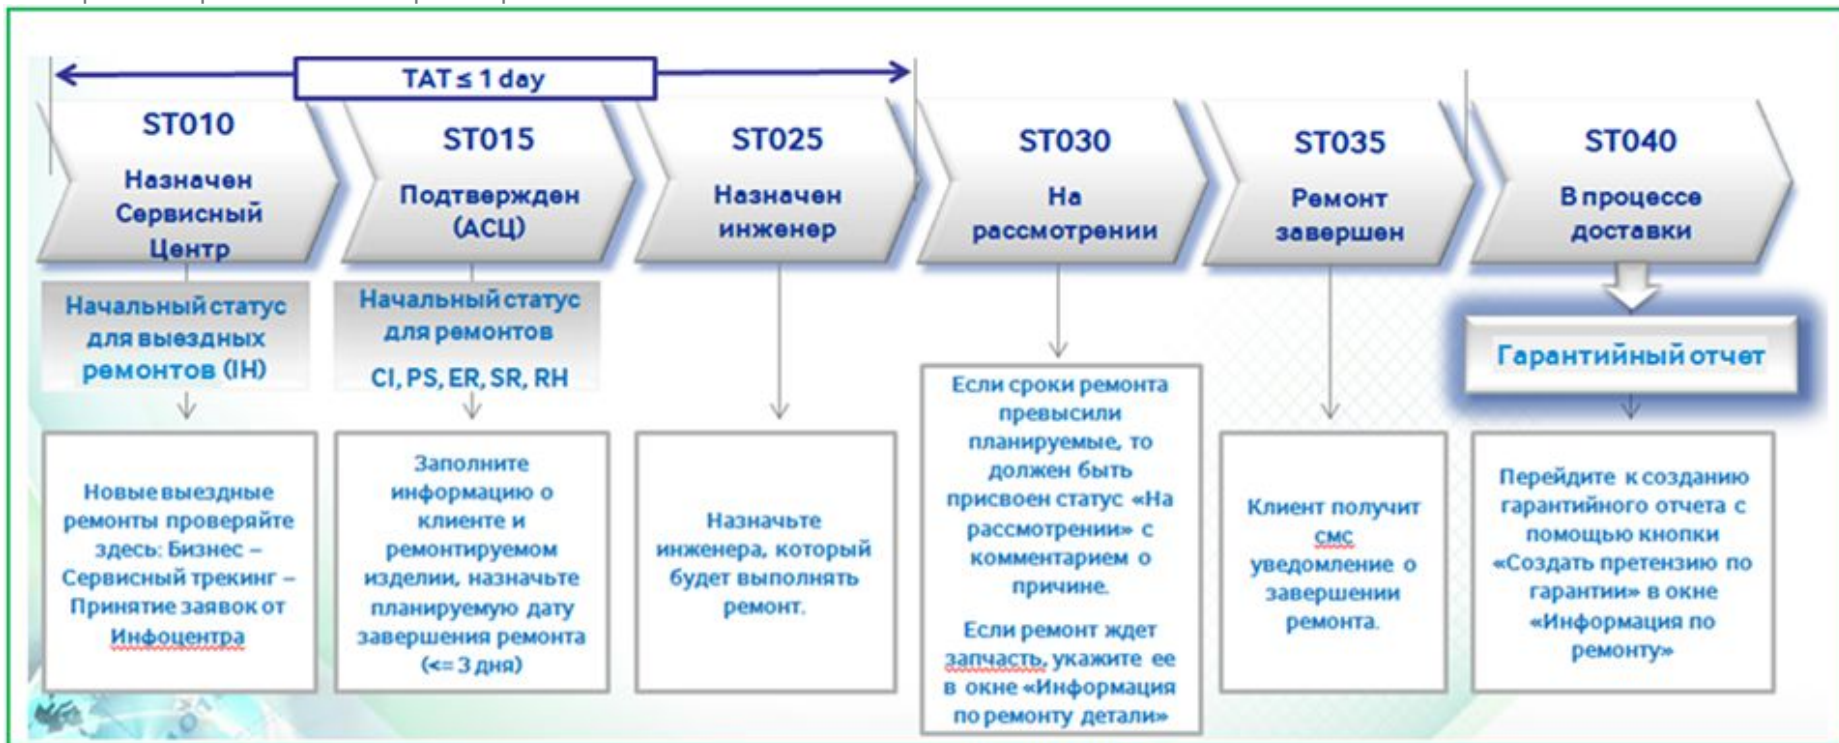 TAT ≤ 1 day
ST010
Назначен
Сервисный
Центр
ST015
Подтвержден
(АСЦ)
ST025
Назначен
инженер
ST030
На
рассмотрении
ST035
Ремонт
завершен
ST040
В процессе
доставки
Начальный статус
для выездных
ремонтов (IH)
Начальный статус
для ремонтов
CI, PS, ER, SR, RH
Гарантийный отчет
Новые выездные
ремонты проверяйте
здесь: Бизнес –
Сервисный трекинг –
Принятие заявок от
Инфоцентра
Заполните
информацию о
клиенте и
ремонтируемом
изделии, назначьте
планируемую дату
завершения ремонта
(<= 3 дня)
Назначьте
инженера, который
будет выполнять
ремонт.
Если сроки ремонта
превысили
планируемые, то
должен быть
присвоен статус «На
рассмотрении» с
комментарием о
причине.
Если ремонт ждет
запчасть, укажите ее
в окне «Информация
по ремонту детали»
Клиент получит
смс
уведомление о
завершении
ремонта.
Перейдите к созданию
гарантийного отчета с
помощью кнопки
«Создать претензию по
гарантии» в окне
«Информация по
ремонту»